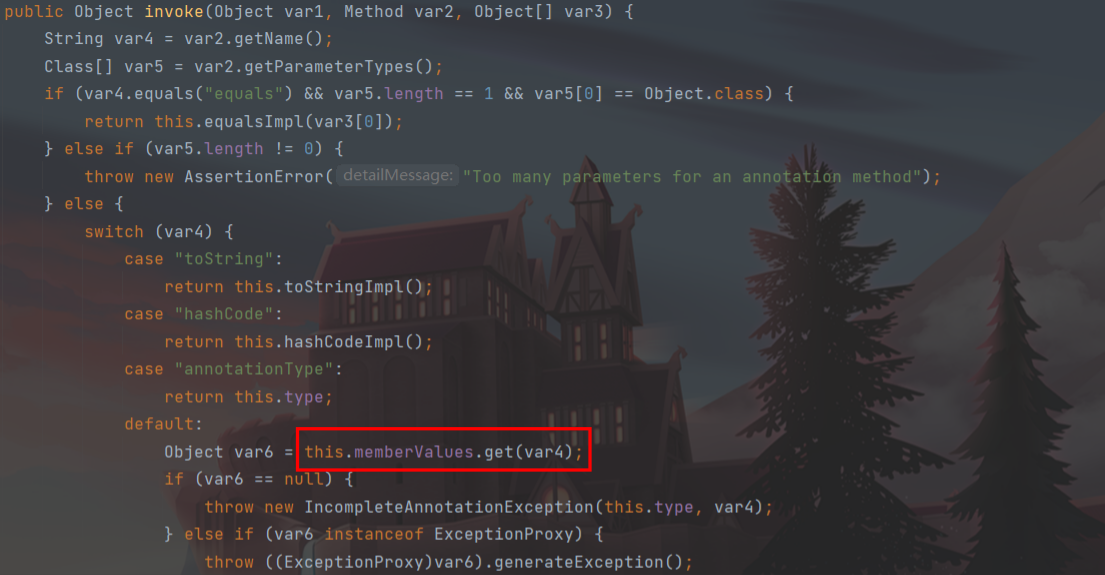 public Object invoke(Object var1, Method var2, Object[] var3) {
    String var4 = var2.getName();
    Class[] var5 = var2.getParameterTypes();
    if (var4.equals("equals") && var5.length == 1 && var5[0] == Object.class) {
        return this.equalsImpl(var3[0]);
    } else if (var5.length != 0) {
        throw new AssertionError( detailMessage: "Too many parameters for an annotation method");
    } else {
        switch (var4) {
            case "toString":
                return this.toStringImpl();
            case "hashCode":
                return this.hashCodeImpl();
            case "annotationType":
                return this.type;
            default:
                Object var6 = this.memberValues.get(var4);
                if (var6 == null) {
                    throw new IncompleteAnnotationException(this.type, var4);
                } else if (var6 instanceof ExceptionProxy) {
                    throw ((ExceptionProxy)var6).generateException();